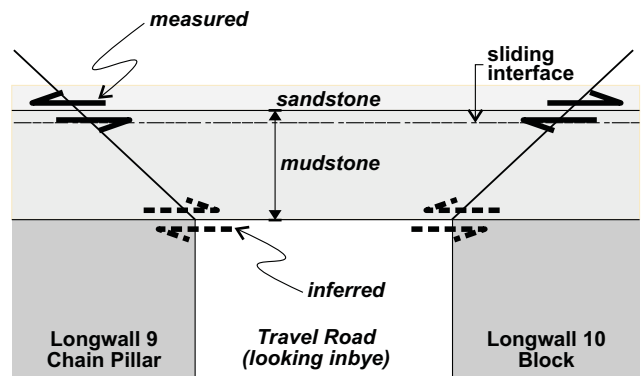 measured
sliding
interface
sandstone
mudstone
inferred
Longwall 9
Chain Pillar
Travel Road
(looking inbye)
Longwall 10
Block